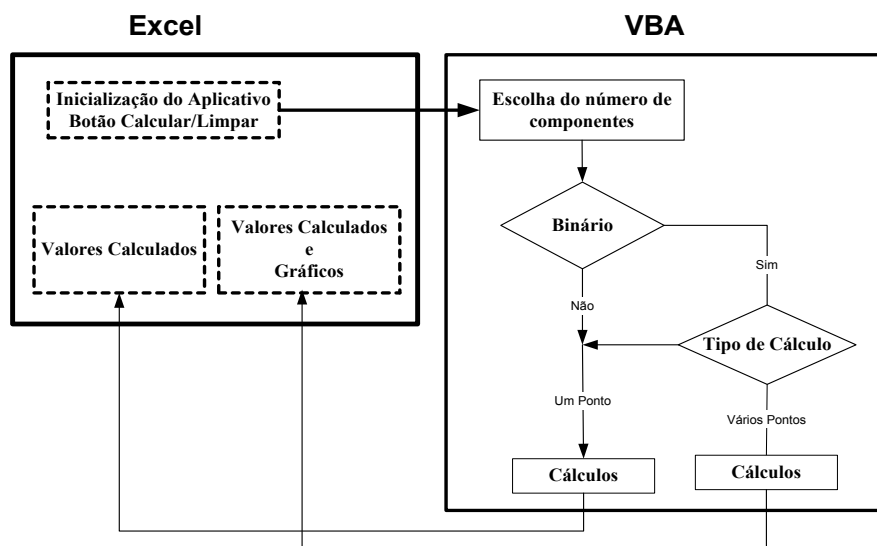 Excel
VBA
Inicialização do Aplicativo
Botão Calcular/Limpar
Escolha do número de
componentes
Valores Calculados
Valores Calculados
e
Gráficos
Binário
Sim
Não
Tipo de Cálculo
Um Ponto
Vários Pontos
Cálculos
Cálculos